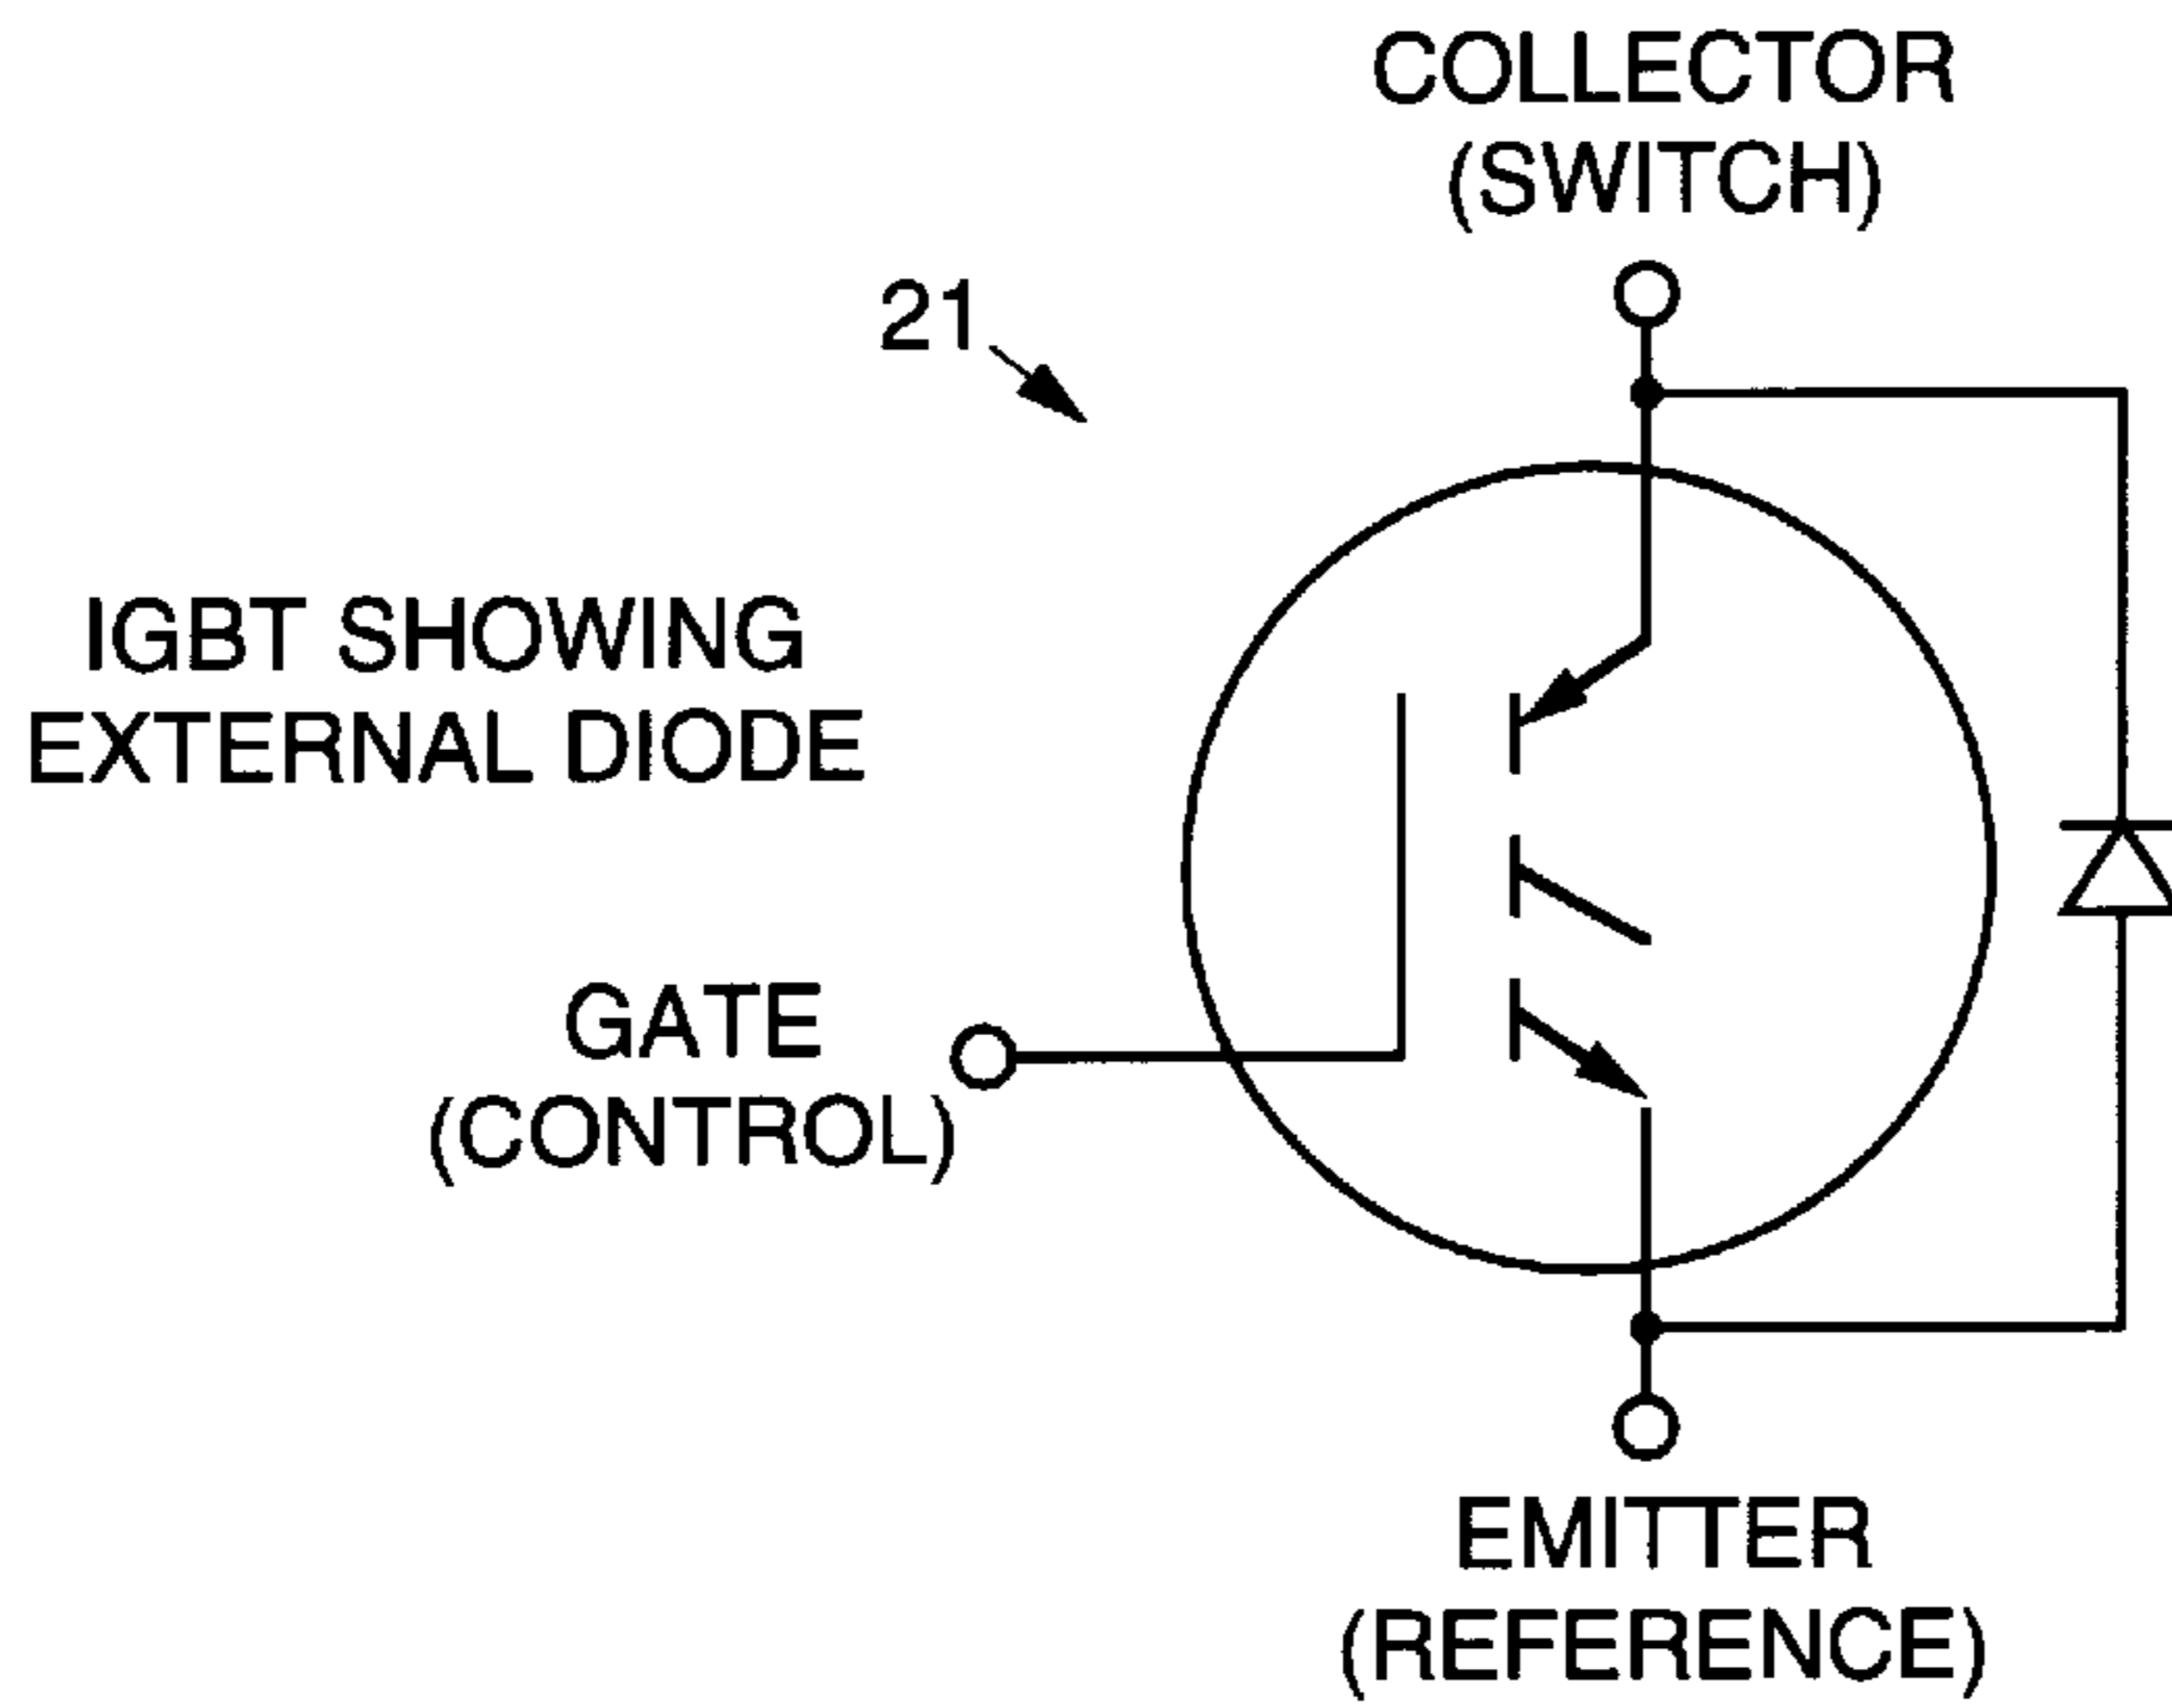 COLLECTOR
(SWITCH)
21
IGBT SHOWING
EXTERNAL DIODE
GATE
(CONTROL)
EMITTER
(REFERENCE)